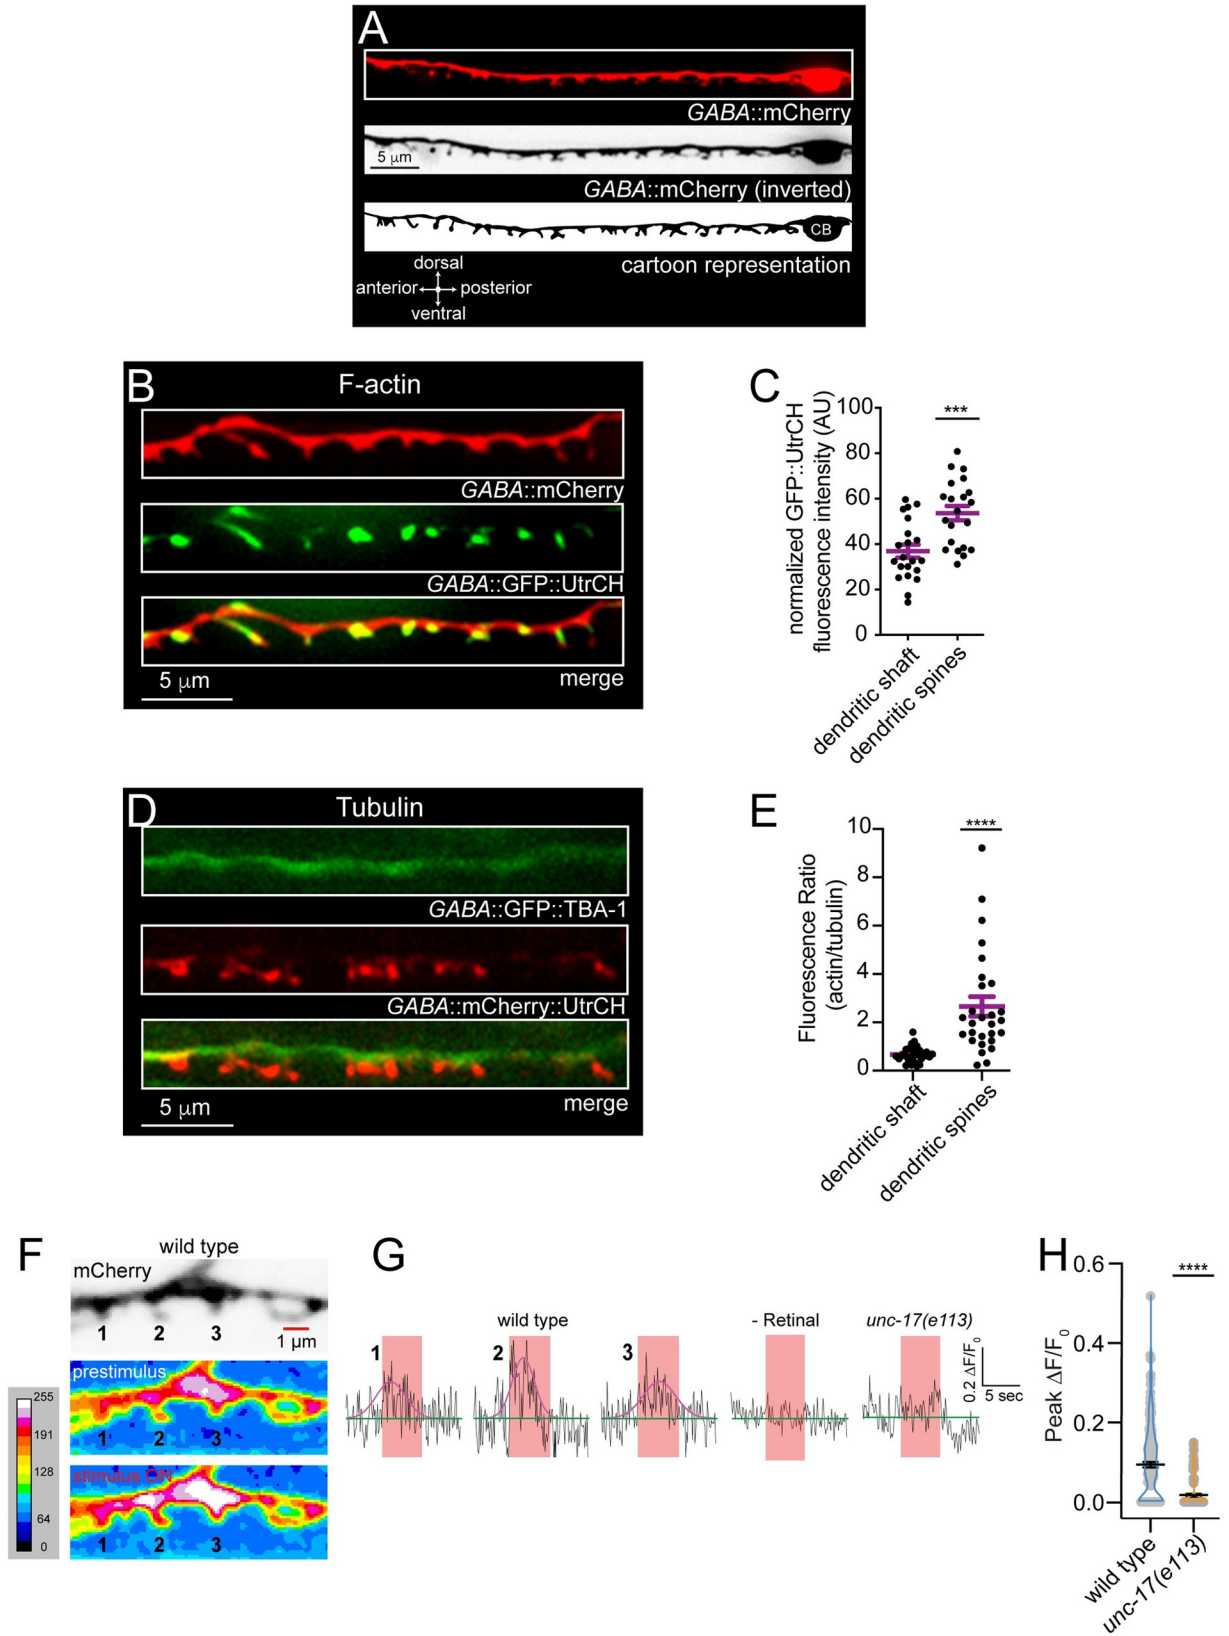 A
GABA::mCherry
5 μm
GABA::mCherry (inverted)
CB
cartoon representation
dorsal
anterior posterior
ventral
B
F-actin
GABA::mCherry
GABA::GFP::UtrCH
merge
5 μm
C
normalized GFP::UtrCH
fluorescence intensity (AU)
100
80
60
40
20
0
***
dendritic shaft
dendritic spines
D
Tubulin
GABA::GFP::TBA-1
GABA::mCherry::UtrCH
merge
5 μm
E
Fluorescence Ratio
(actin/tubulin)
10
8
6
4
2
0
****
dendritic shaft
dendritic spines
F
wild type
mCherry
1 2 3
1 μm
prestimulus
1 2 3
stimulus ON
1 2 3
255
191
128
64
0
G
wild type
- Retinal
unc-17(e113)
1
2
3
0.2 ΔF/F0
5 sec
H
Peak ΔF/F0
0.6
0.4
0.2
0.0
****
wild type
unc-17(e113)